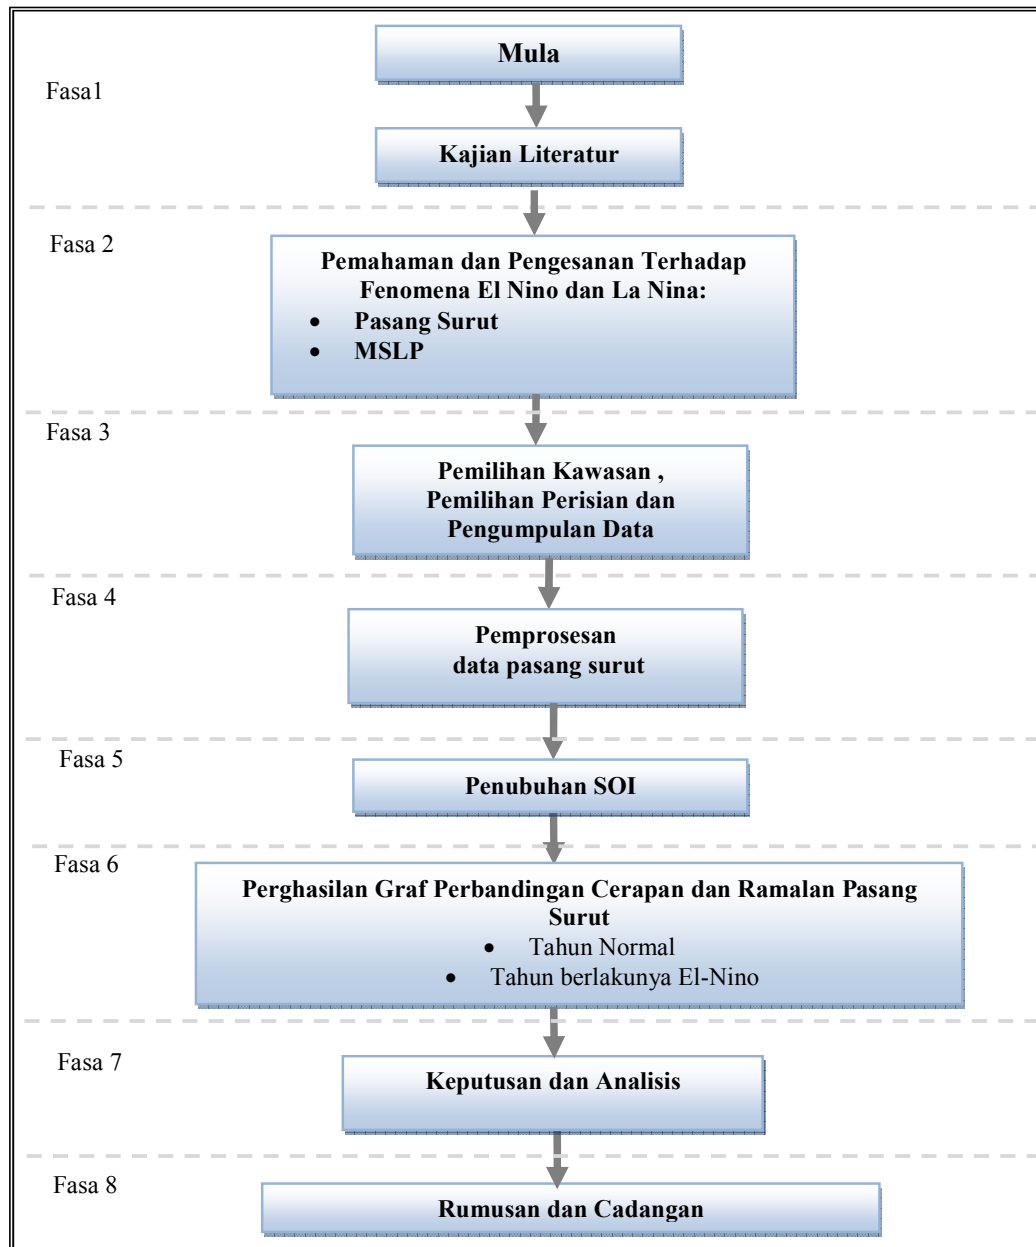 Mula
Fasa1
Kajian Literatur
Fasa 2
Pemahaman dan Pengesanan Terhadap
Fenomena El Nino dan La Nina:
• Pasang Surut
• MSLP
Fasa 3
Pemilihan Kawasan ,
Pemilihan Perisian dan
Pengumpulan Data
Fasa 4
Pemprosesan
data pasang surut
Fasa 5
Penubuhan SOI
Fasa 6
Perghasilan Graf Perbandingan Cerapan dan Ramalan Pasang
Surut
• Tahun Normal
• Tahun berlakunya El-Nino
Fasa 7
Keputusan dan Analisis
Fasa 8
Rumusan dan Cadangan